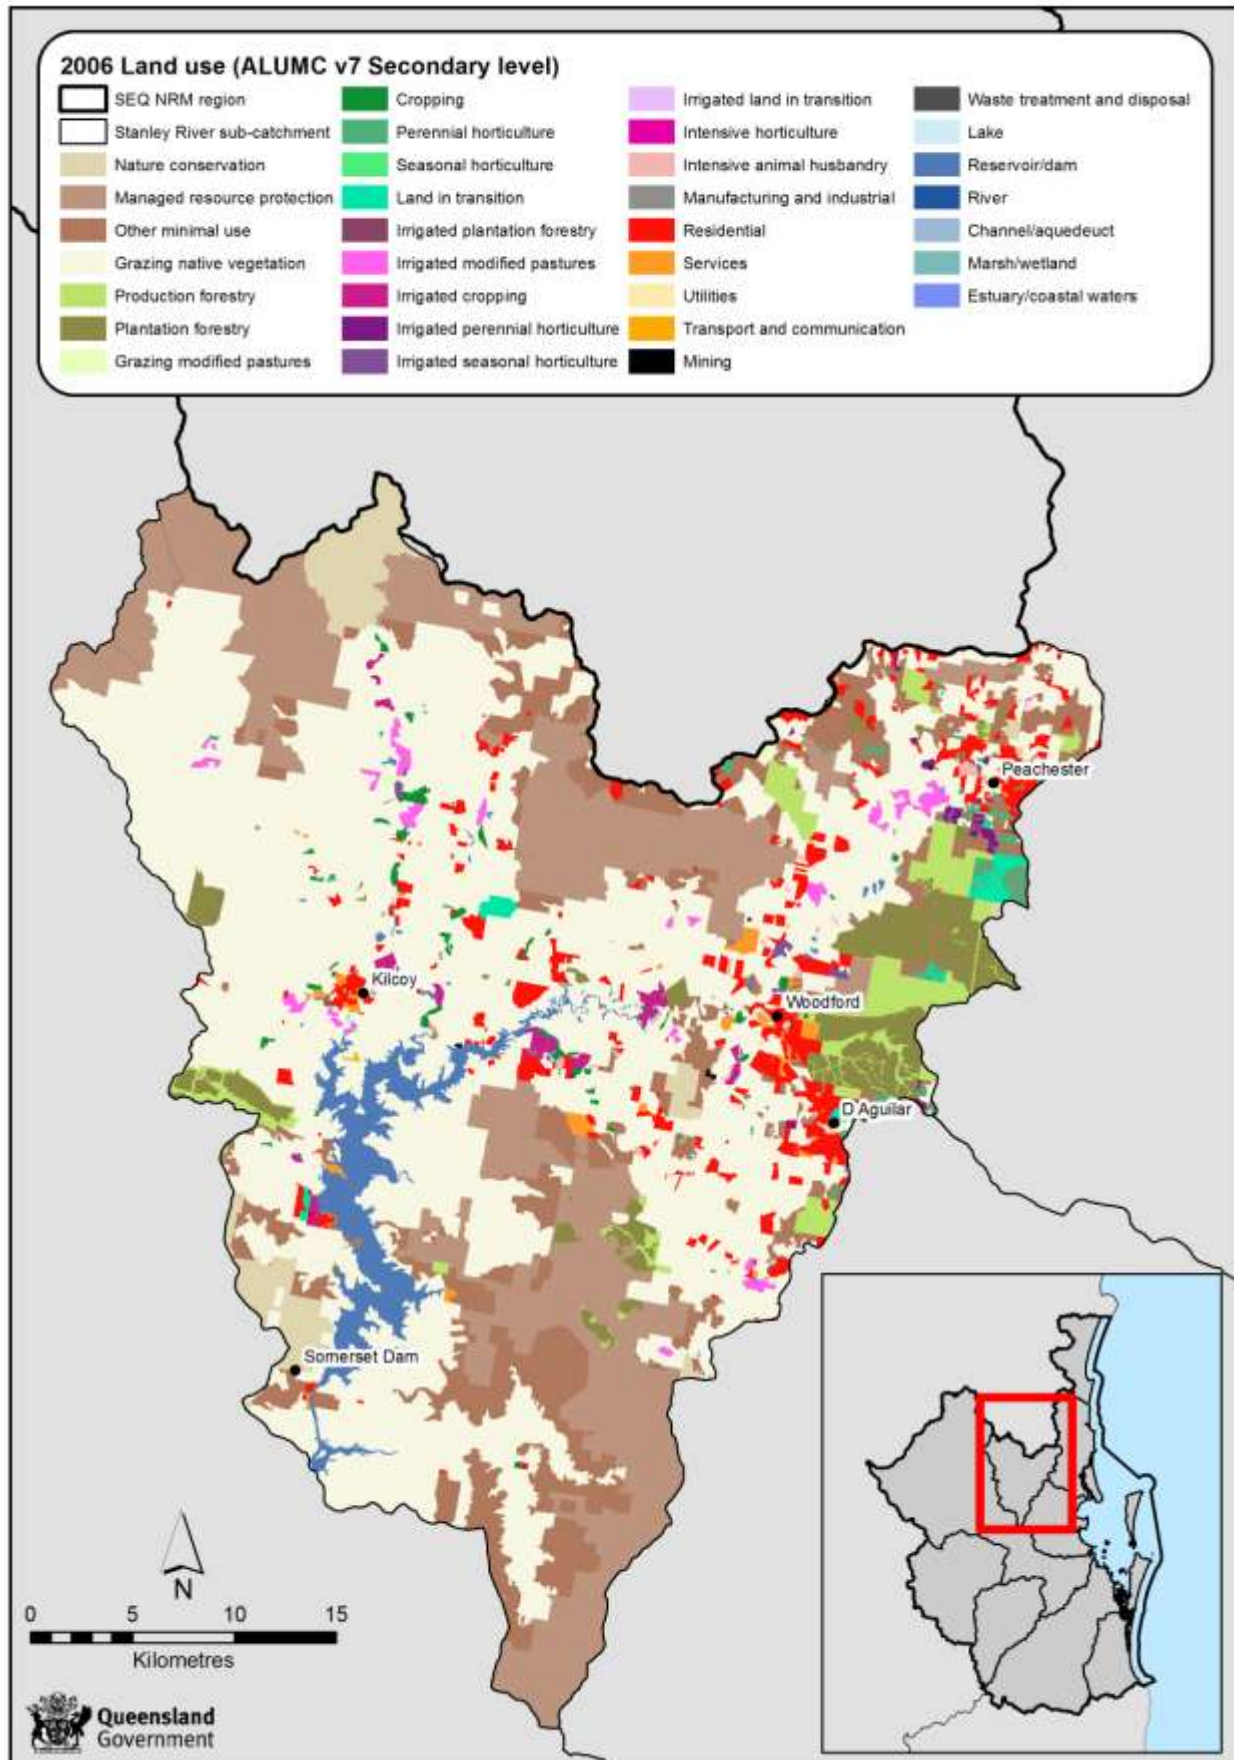 2006 Land use (ALUMC v7 Secondary level)
SEQ NRM region
Stanley River sub-catchment
Nature conservation
Managed resource protection
Other minimal use
Grazing native vegetation
Production forestry
Plantation forestry
Grazing modified pastures
Cropping
Perennial horticulture
Seasonal horticulture
Land in transition
Irrigated plantation forestry
Irrigated modified pastures
Irrigated cropping
Irrigated perennial horticulture
Irrigated seasonal horticulture
Irrigated land in transition
Intensive horticulture
Intensive animal husbandry
Manufacturing and industrial
Residential
Services
Utilities
Transport and communication
Mining
Waste treatment and disposal
Lake
Reservoir/dam
River
Channel/aquedeuct
Marsh/wetland
Estuary/coastal waters
Peachester
Kilcoy
Woodford
D Aguilar
Somerset Dam
N
0 5 10 15
Kilometres
Queensland
Government